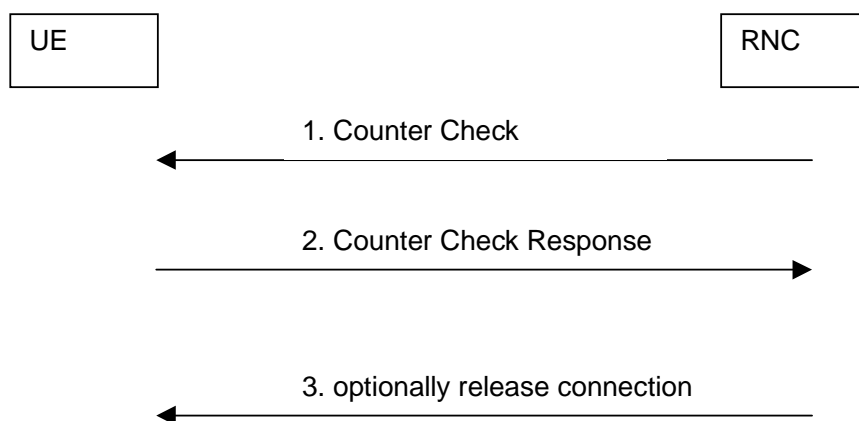 UE
RNC
1. Counter Check
2. Counter Check Response
3. optionally release connection